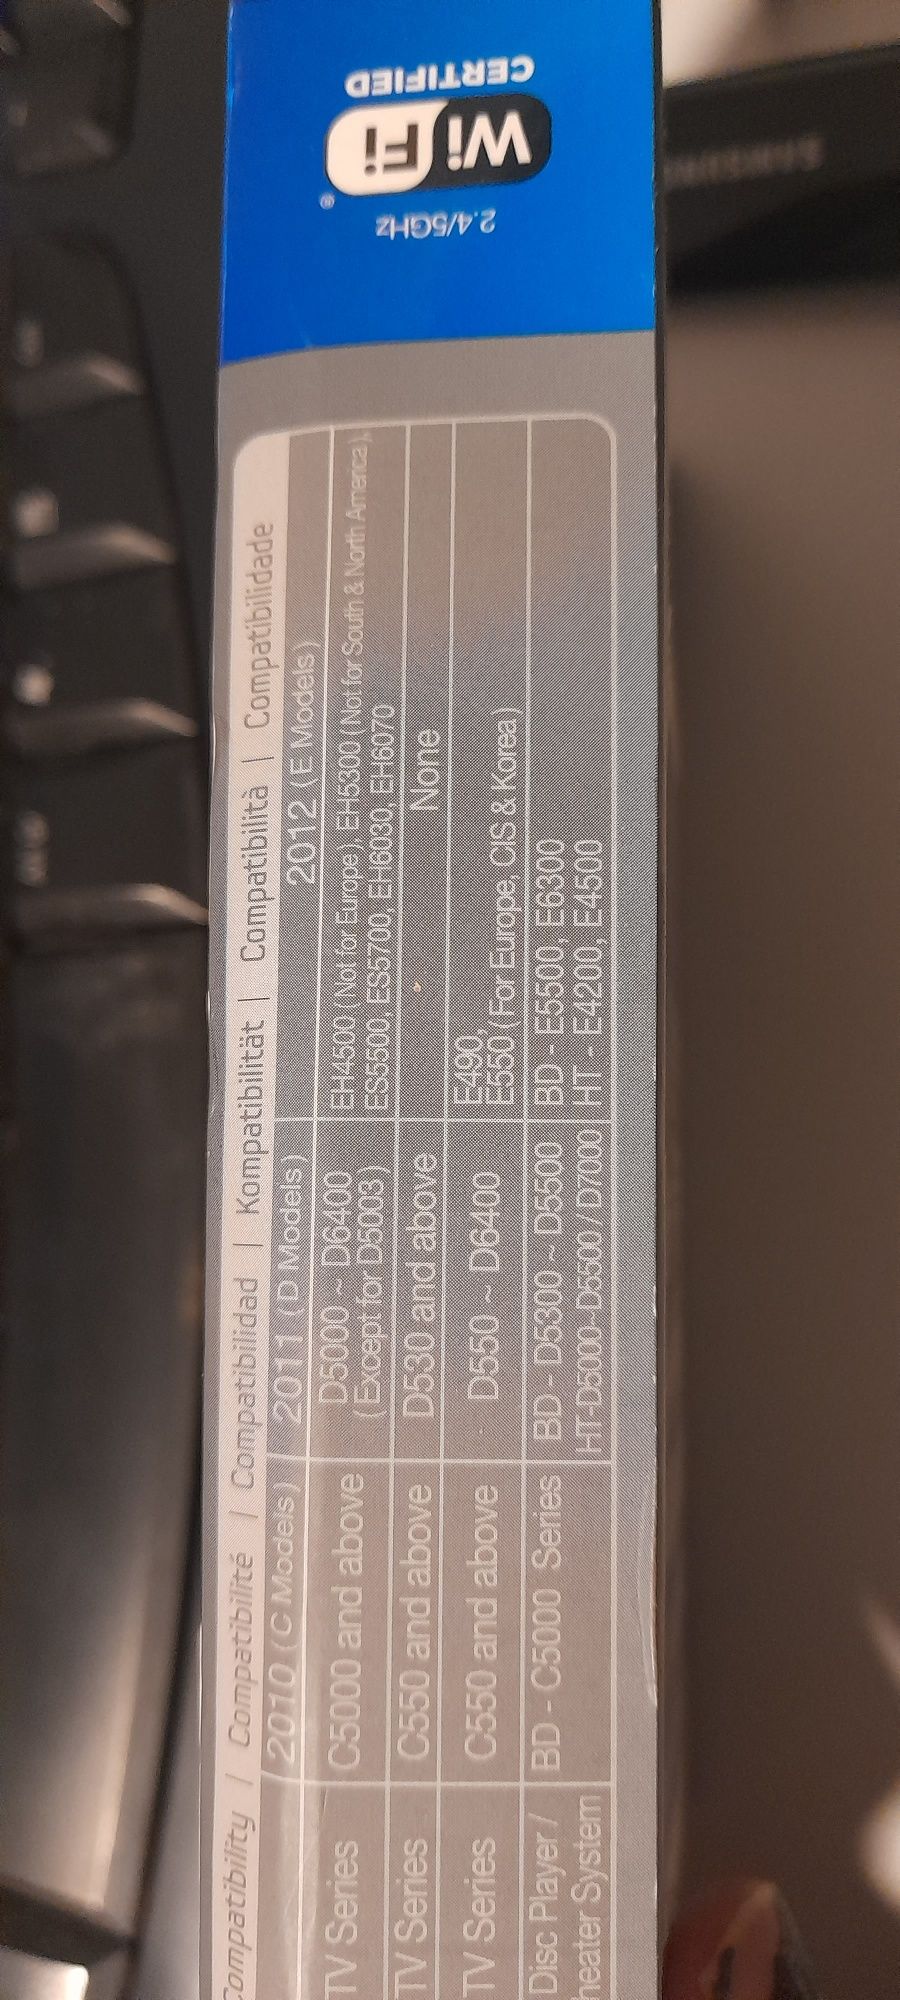 CERTIFIED
Wi Fi
®
2.4/5GHz
SAMSUNG
Compatibility | Compatibilité | Compatibilidad | Kompatibilität | Compatibilità | Compatibilidade
2010 (C Models) 2011 (D Models) 2012 (E Models)
TV Series C5000 and above D5000 ~ D6400 (Except for D5003) EH4500 (Not for Europe), EH5300 (Not for South & North America),
ES5500, ES5700, EH6030, EH6070
TV Series C550 and above D530 and above None
TV Series C550 and above D550 ~ D6400 E490,
E550 (For Europe, CIS & Korea)
Disc Player / BD - C5000 Series BD - D5300 ~ D5500 BD - E5500, E6300
heater System HT-D5000~D5500/D7000 HT - E4200, E4500